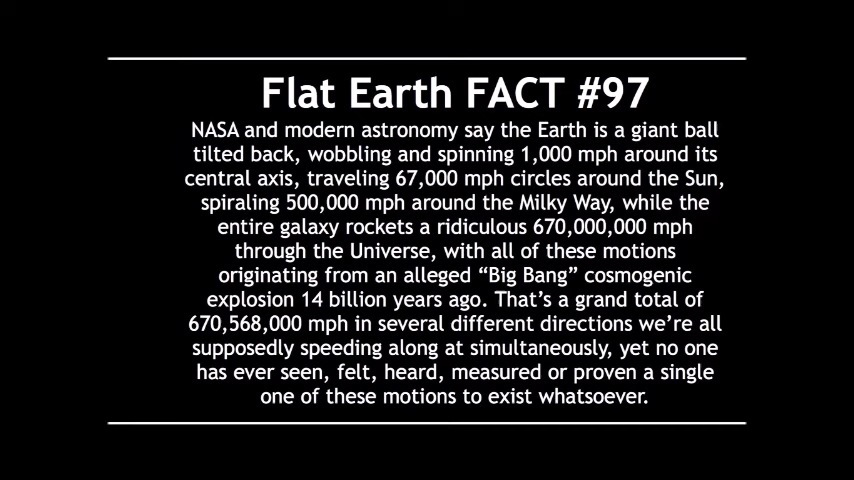 Flat Earth FACT #97
NASA and modern astronomy say the Earth is a giant ball
tilted back, wobbling and spinning 1,000 mph around its
central axis, traveling 67,000 mph circles around the Sun,
spiraling 500,000 mph around the Milky Way, while the
entire galaxy rockets a ridiculous 670,000,000 mph
through the Universe, with all of these motions
originating from an alleged “Big Bang” cosmogenic
explosion 14 billion years ago. That’s a grand total of
670,568,000 mph in several different directions we’re all
supposedly speeding along at simultaneously, yet no one
has ever seen, felt, heard, measured or proven a single
one of these motions to exist whatsoever.